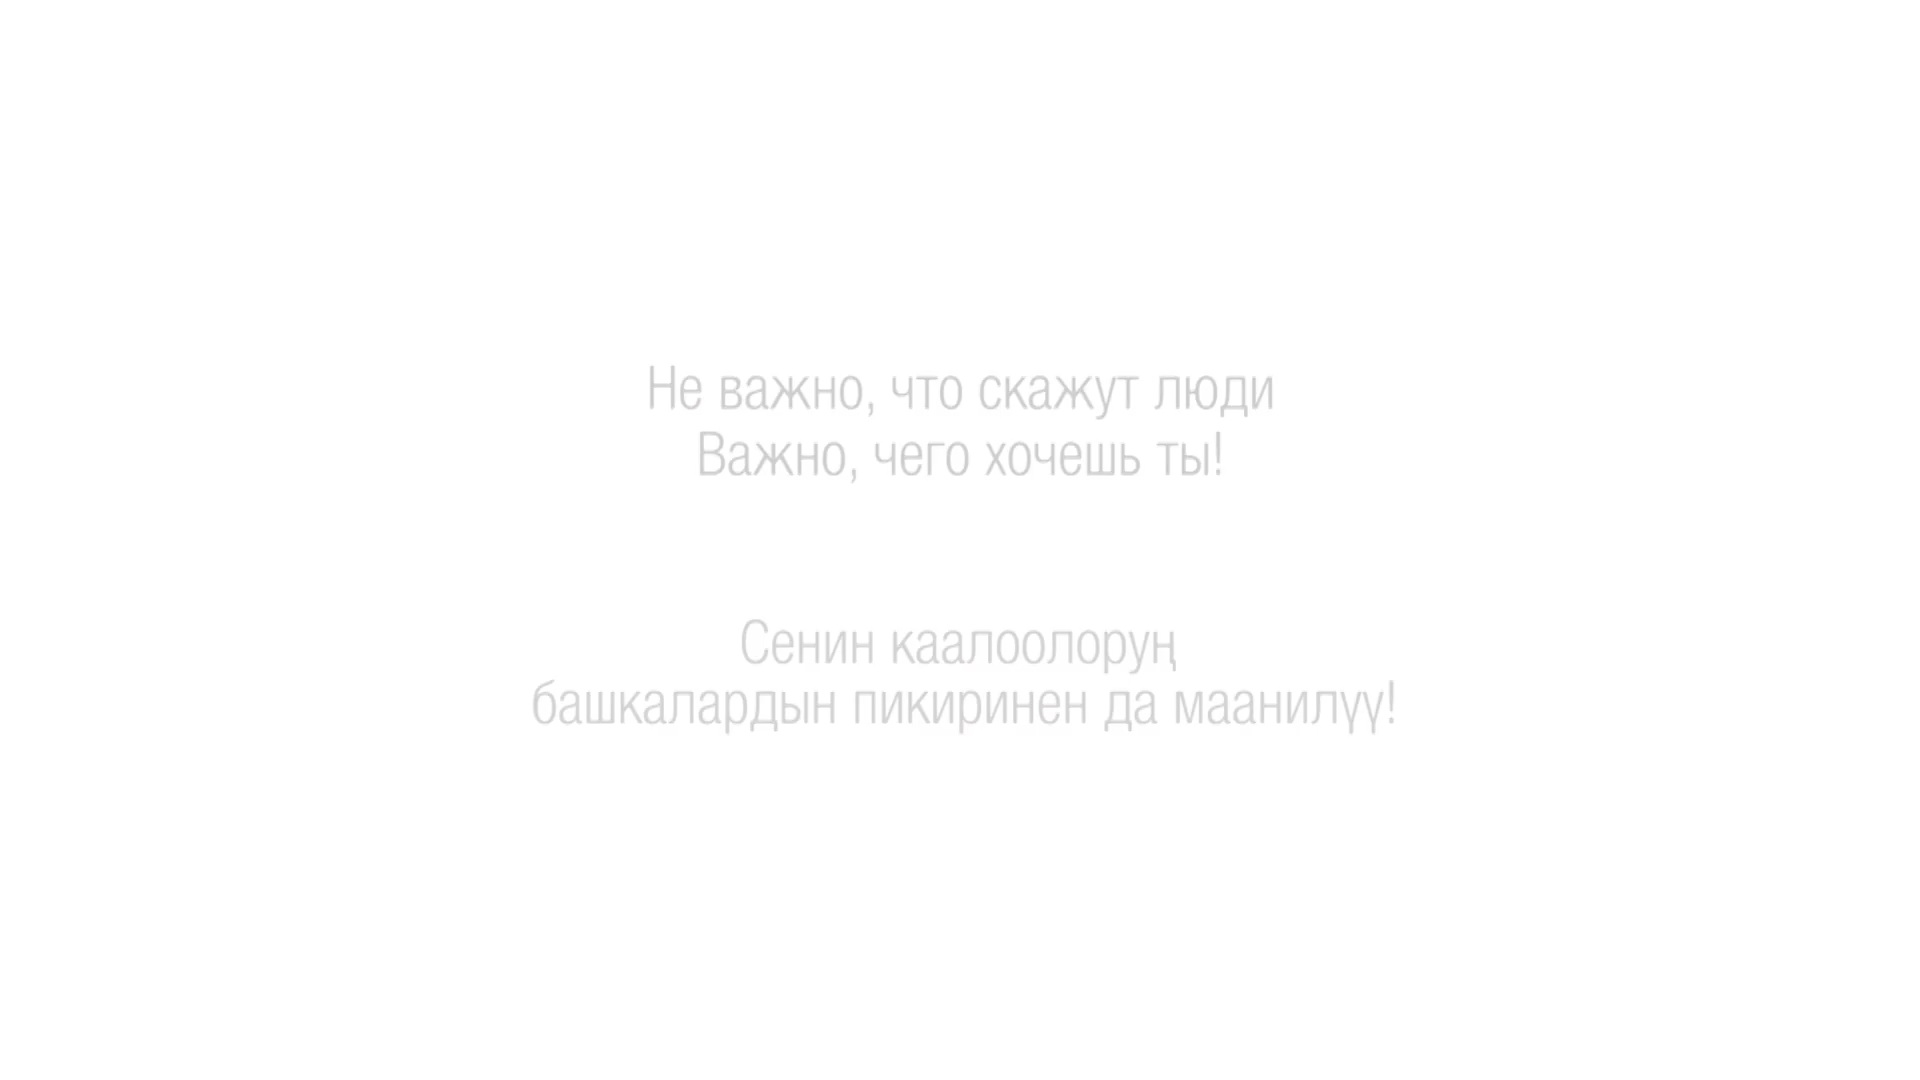 Не важно, что скажут люди
Важно, чего хочешь ты!
Сенин каалоолоруң
башкалардын пикиринен да маанилүү!